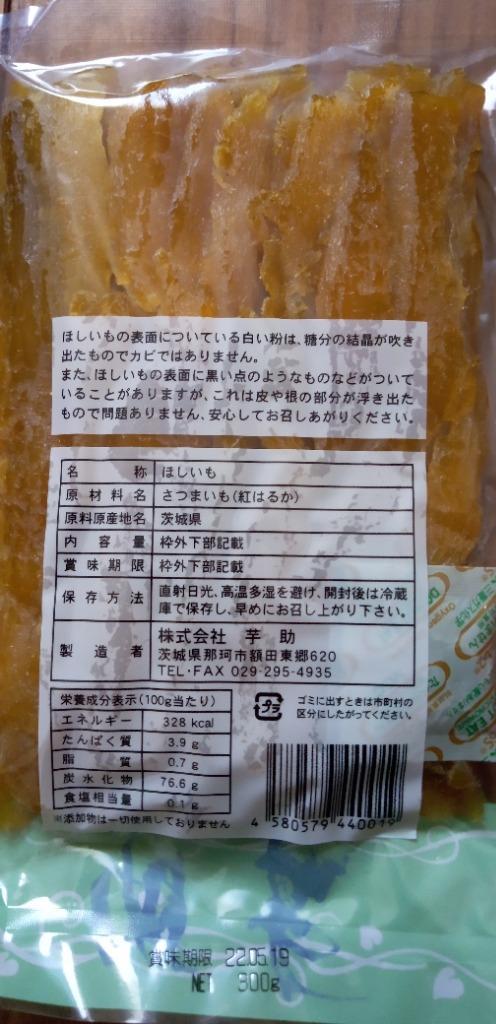 ほしいもの表面についている白い粉は、糖分の結晶が吹き
出たものでカビではありません。
また、ほしいもの表面に黒い点のようなものなどがついて
いることがありますが、これは皮や根の部分が浮き出た
もので問題ありません、安心してお召しあがりください。
名 称 ほしいも
原材料名 さつまいも(紅はるか)
原料原産地名 茨城県
内容量 枠外下部記載
賞味期限 枠外下部記載
保存方法 直射日光、高温多湿を避け、開封後は冷蔵
庫で保存し、早めにお召し上がり下さい。
製造者 株式会社 芋助
茨城県那珂市額田東郷620
TEL・FAX 029-295-4935
栄養成分表示(100g当たり)
エネルギー 328 kcal
たんぱく質 3.9 g
脂質 0.7 g
炭水化物 76.6 g
食塩相当量 0.1 g
※添加物は一切使用しておりません
プラ
ゴミに出すときは市町村の
区分にしたがってください。
4 580579 440019
賞味期限 22.05.19
NET 300g